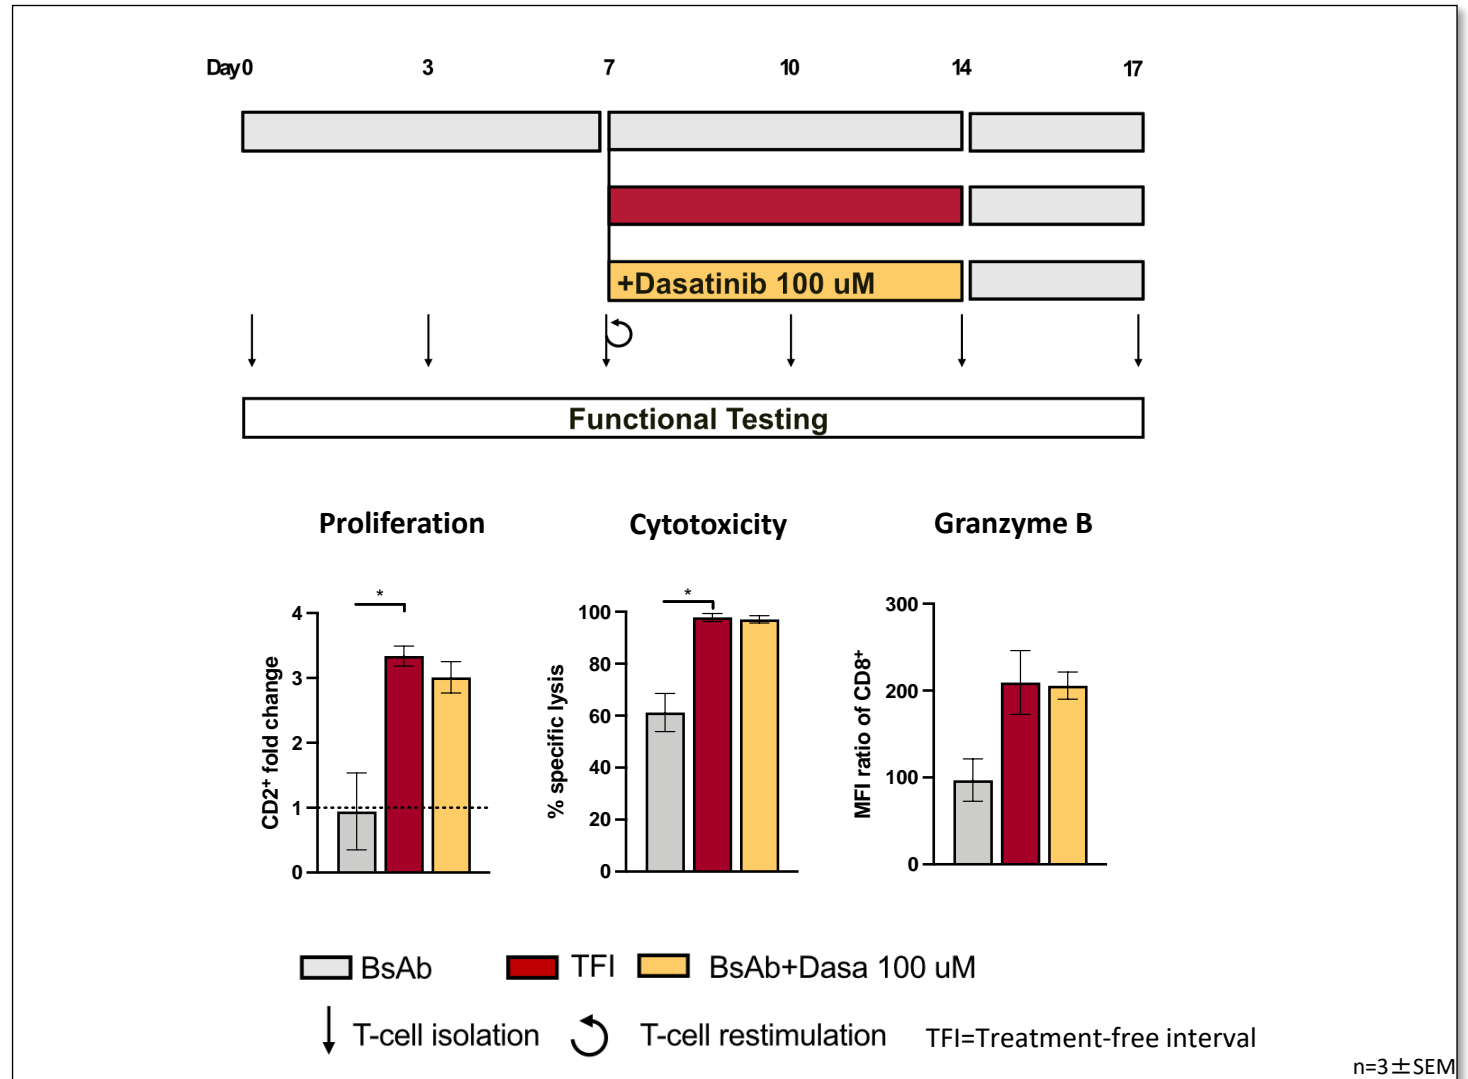 Day 0 3 7 10 14 17
+Dasatinib 100 uM
Functional Testing
Proliferation Cytotoxicity Granzyme B
*
CD2⁺ fold change
4
3
2
1
0
*
% specific lysis
100
80
60
40
20
0
MFI ratio of CD8⁺
300
200
100
0
BsAb TFI BsAb+Dasa 100 uM
T-cell isolation T-cell restimulation TFI=Treatment-free interval
n=3±SEM